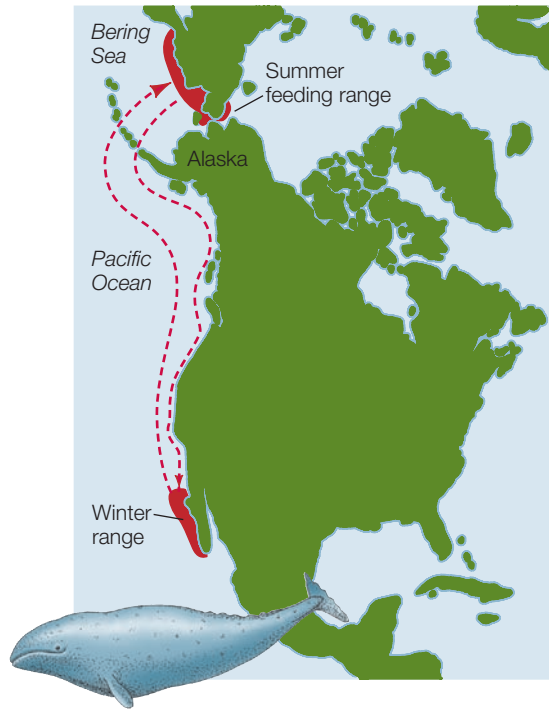 Bering
Sea
Summer
feeding range
Alaska
Pacific
Ocean
Winter
range